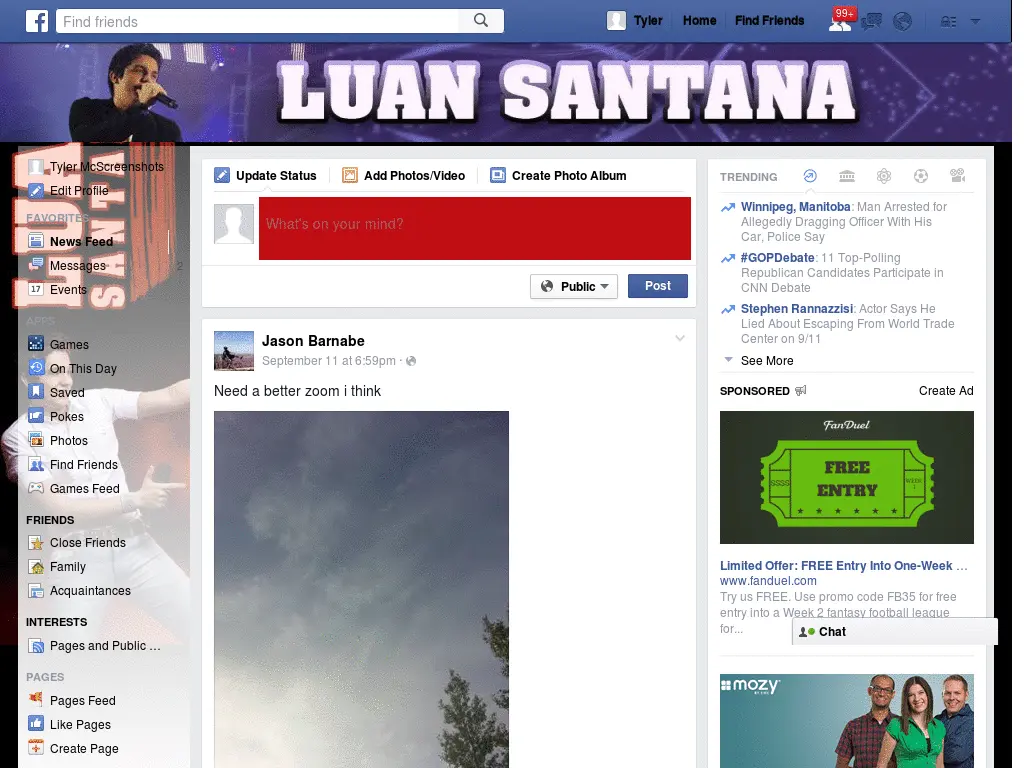 Find friends
Tyler
Home
Find Friends
99+
LUAN SANTANA
Tyler McScreenshots
Edit Profile
FAVORITES
News Feed
Messages 2
17 Events
APPS
Games
On This Day
Saved
Pokes
Photos
Find Friends
Games Feed
FRIENDS
Close Friends
Family
Acquaintances
INTERESTS
Pages and Public ...
PAGES
Pages Feed
Like Pages
Create Page
Update Status
Add Photos/Video
Create Photo Album
What's on your mind?
Public
Post
Jason Barnabe
September 11 at 6:59pm ·
Need a better zoom i think
TRENDING
Winnipeg, Manitoba: Man Arrested for
Allegedly Dragging Officer With His
Car, Police Say
#GOPDebate: 11 Top-Polling
Republican Candidates Participate in
CNN Debate
Stephen Rannazzisi: Actor Says He
Lied About Escaping From World Trade
Center on 9/11
See More
SPONSORED
Create Ad
FanDuel
FREE
ENTRY
$$$$
WEEK
1
Limited Offer: FREE Entry Into One-Week ...
www.fanduel.com
Try us FREE. Use promo code FB35 for free
entry into a Week 2 fantasy football league
for...
Chat
mozy